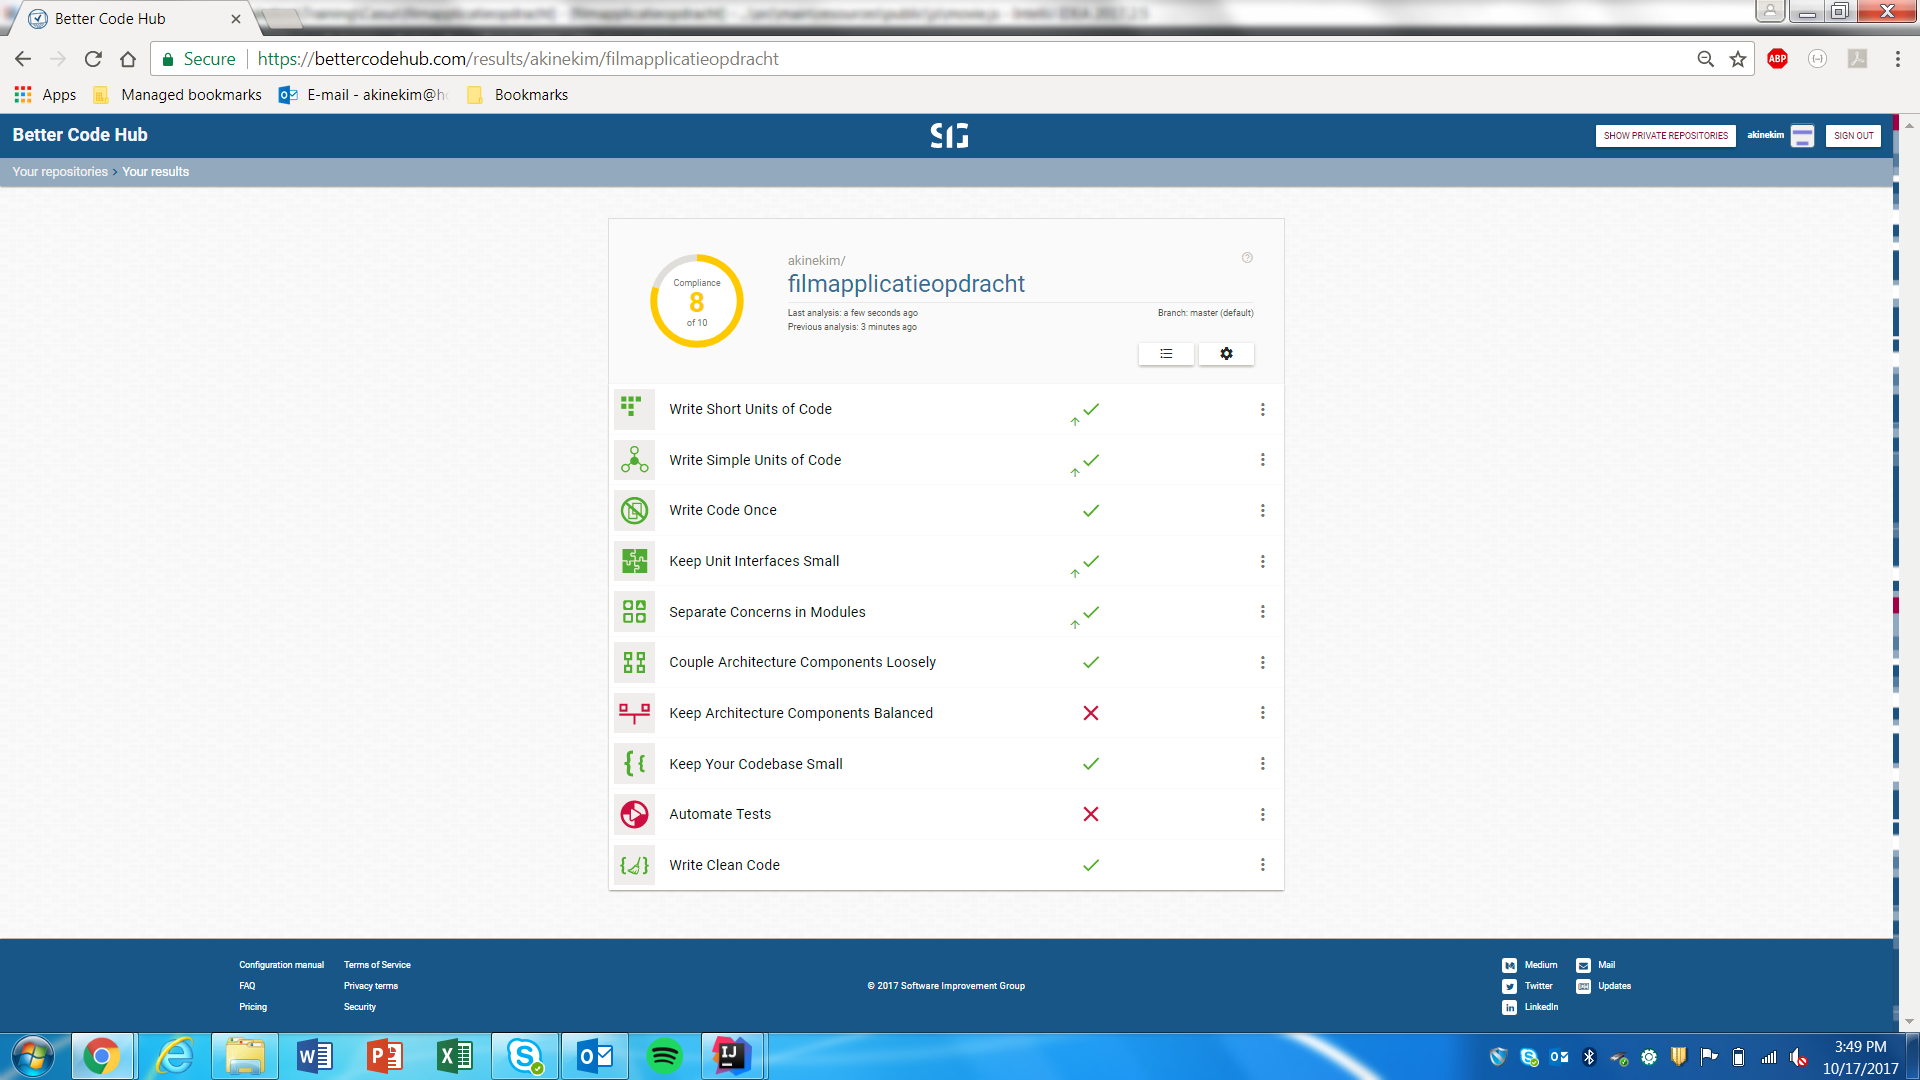 Better Code Hub
Secure https://bettercodehub.com/results/akinekim/filmapplicatieopdracht
ABP
Apps Managed bookmarks E-mail - akinekim@h Bookmarks
Better Code Hub SIG SHOW PRIVATE REPOSITORIES akinekim SIGN OUT
Your repositories > Your results
akinekim/
filmapplicatieopdracht
Compliance
8
of 10
Last analysis: a few seconds ago Branch: master (default)
Previous analysis: 3 minutes ago
Write Short Units of Code
Write Simple Units of Code
Write Code Once
Keep Unit Interfaces Small
Separate Concerns in Modules
Couple Architecture Components Loosely
Keep Architecture Components Balanced
Keep Your Codebase Small
Automate Tests
Write Clean Code
Configuration manual Terms of Service Medium Mail
FAQ Privacy terms © 2017 Software Improvement Group Twitter Updates
Pricing Security LinkedIn
3:49 PM
10/17/2017